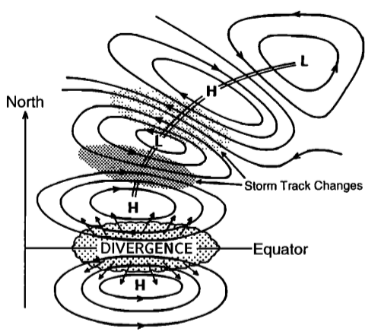 L
H
North
L
Storm Track Changes
H
DIVERGENCE
Equator
H